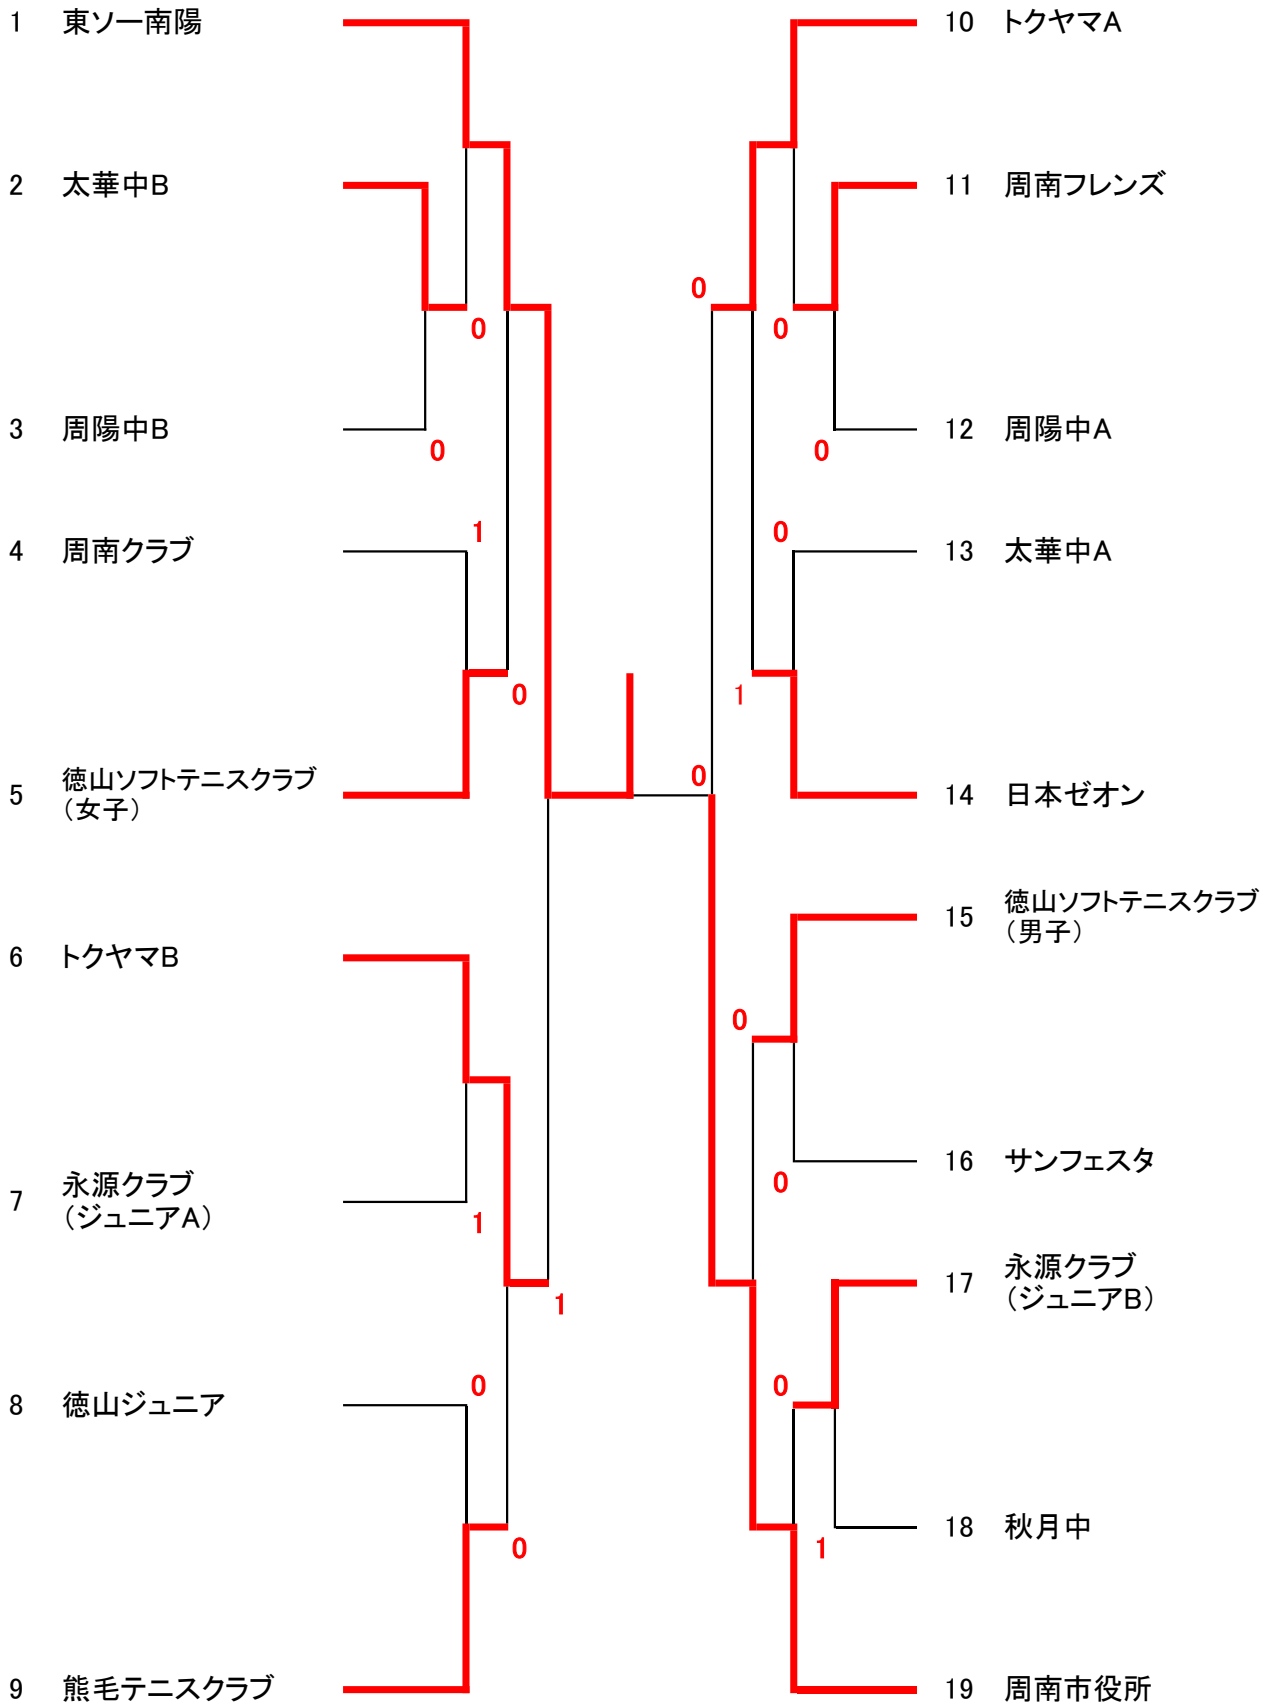 1 東ソー南陽
2 太華中B
0
3 周陽中B
0
1
4 周南クラブ
0
5 徳山ソフトテニスクラブ
（女子）
6 トクヤマB
7 永源クラブ
（ジュニアA）
1
1
0
8 徳山ジュニア
0
9 熊毛テニスクラブ
10 トクヤマA
11 周南フレンズ
0
0
12 周陽中A
0
0
13 太華中A
1
0
14 日本ゼオン
15 徳山ソフトテニスクラブ
（男子）
0
16 サンフェスタ
0
17 永源クラブ
（ジュニアB）
0
18 秋月中
1
19 周南市役所